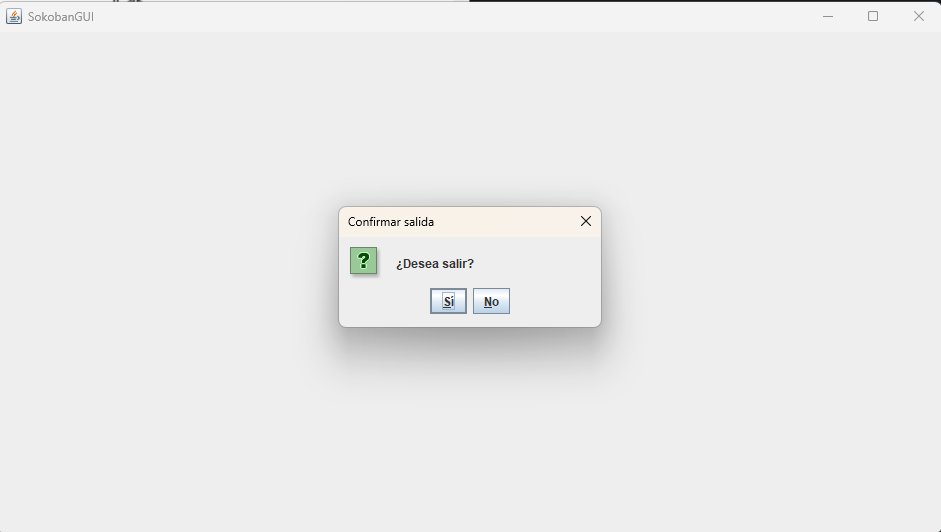 SokobanGUI
Confirmar salida
¿Desea salir?
Sí
No